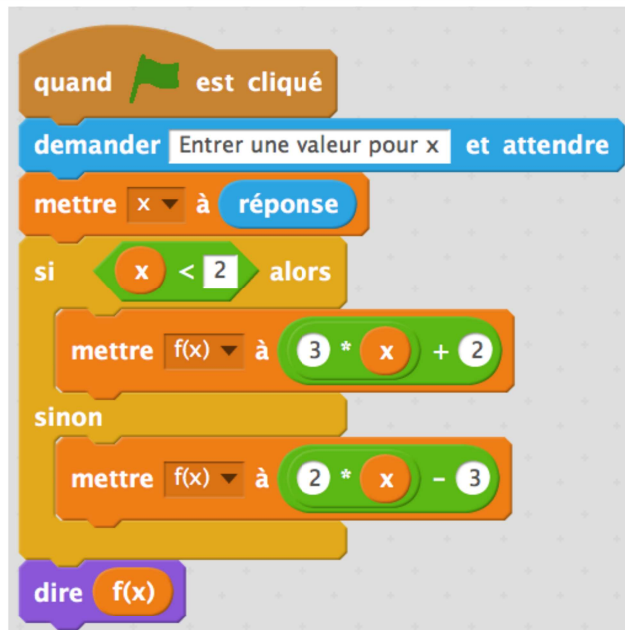 quand est cliqué
demander Entrer une valeur pour x et attendre
mettre x à réponse
si x < 2 alors
mettre f(x) à 3 * x + 2
sinon
mettre f(x) à 2 * x - 3
dire f(x)